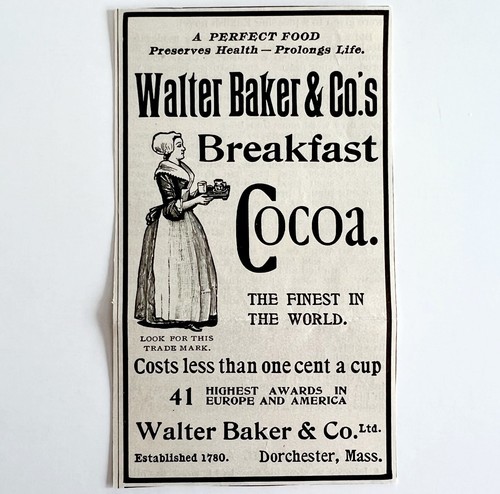 A PERFECT FOOD
Preserves Health — Prolongs Life.
Walter Baker & Co.'s
Breakfast
Cocoa.
THE FINEST IN
THE WORLD.
LOOK FOR THIS
TRADE MARK.
Costs less than one cent a cup
41 HIGHEST AWARDS IN
EUROPE AND AMERICA
Walter Baker & Co. Ltd.
Established 1780. Dorchester, Mass.